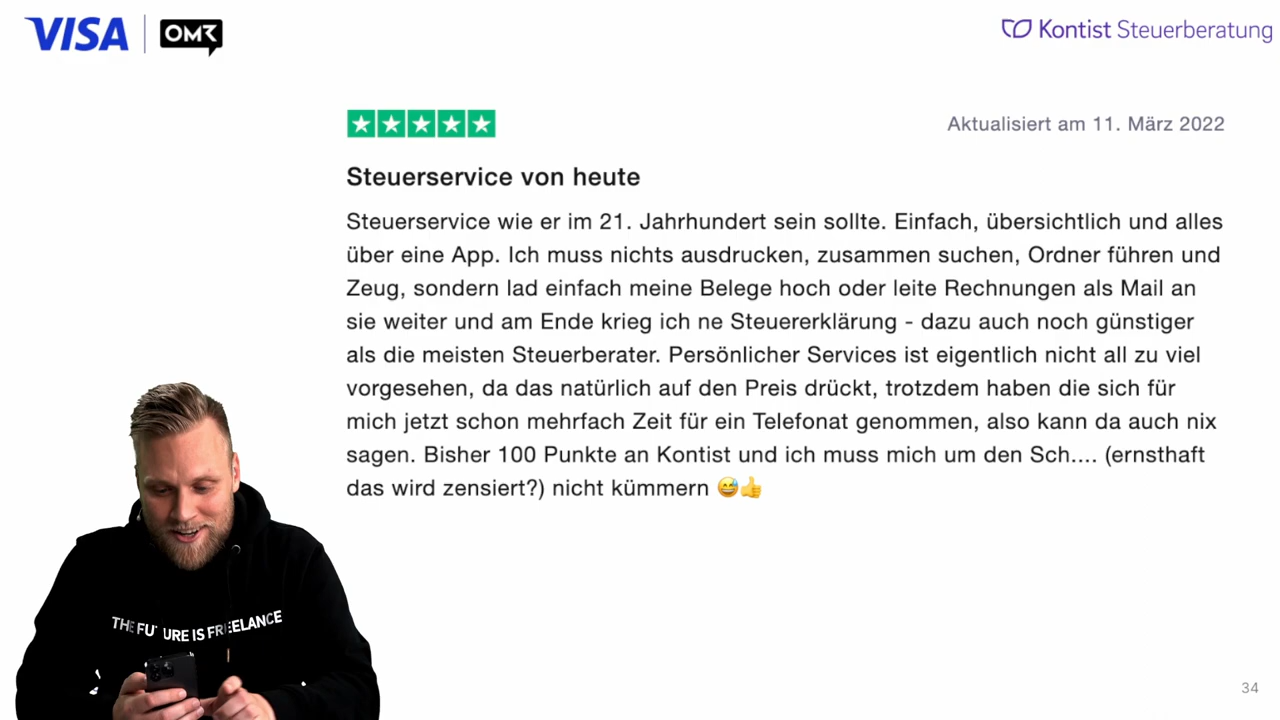 VISA
OMR
Kontist Steuerberatung
Aktualisiert am 11. März 2022
Steuerservice von heute
Steuerservice wie er im 21. Jahrhundert sein sollte. Einfach, übersichtlich und alles
über eine App. Ich muss nichts ausdrucken, zusammen suchen, Ordner führen und
Zeug, sondern lad einfach meine Belege hoch oder leite Rechnungen als Mail an
sie weiter und am Ende krieg ich ne Steuererklärung - dazu auch noch günstiger
als die meisten Steuerberater. Persönlicher Services ist eigentlich nicht all zu viel
vorgesehen, da das natürlich auf den Preis drückt, trotzdem haben die sich für
mich jetzt schon mehrfach Zeit für ein Telefonat genommen, also kann da auch nix
sagen. Bisher 100 Punkte an Kontist und ich muss mich um den Sch.... (ernsthaft
das wird zensiert?) nicht kümmern 😅👍
THE FUTURE IS FREELANCE
34